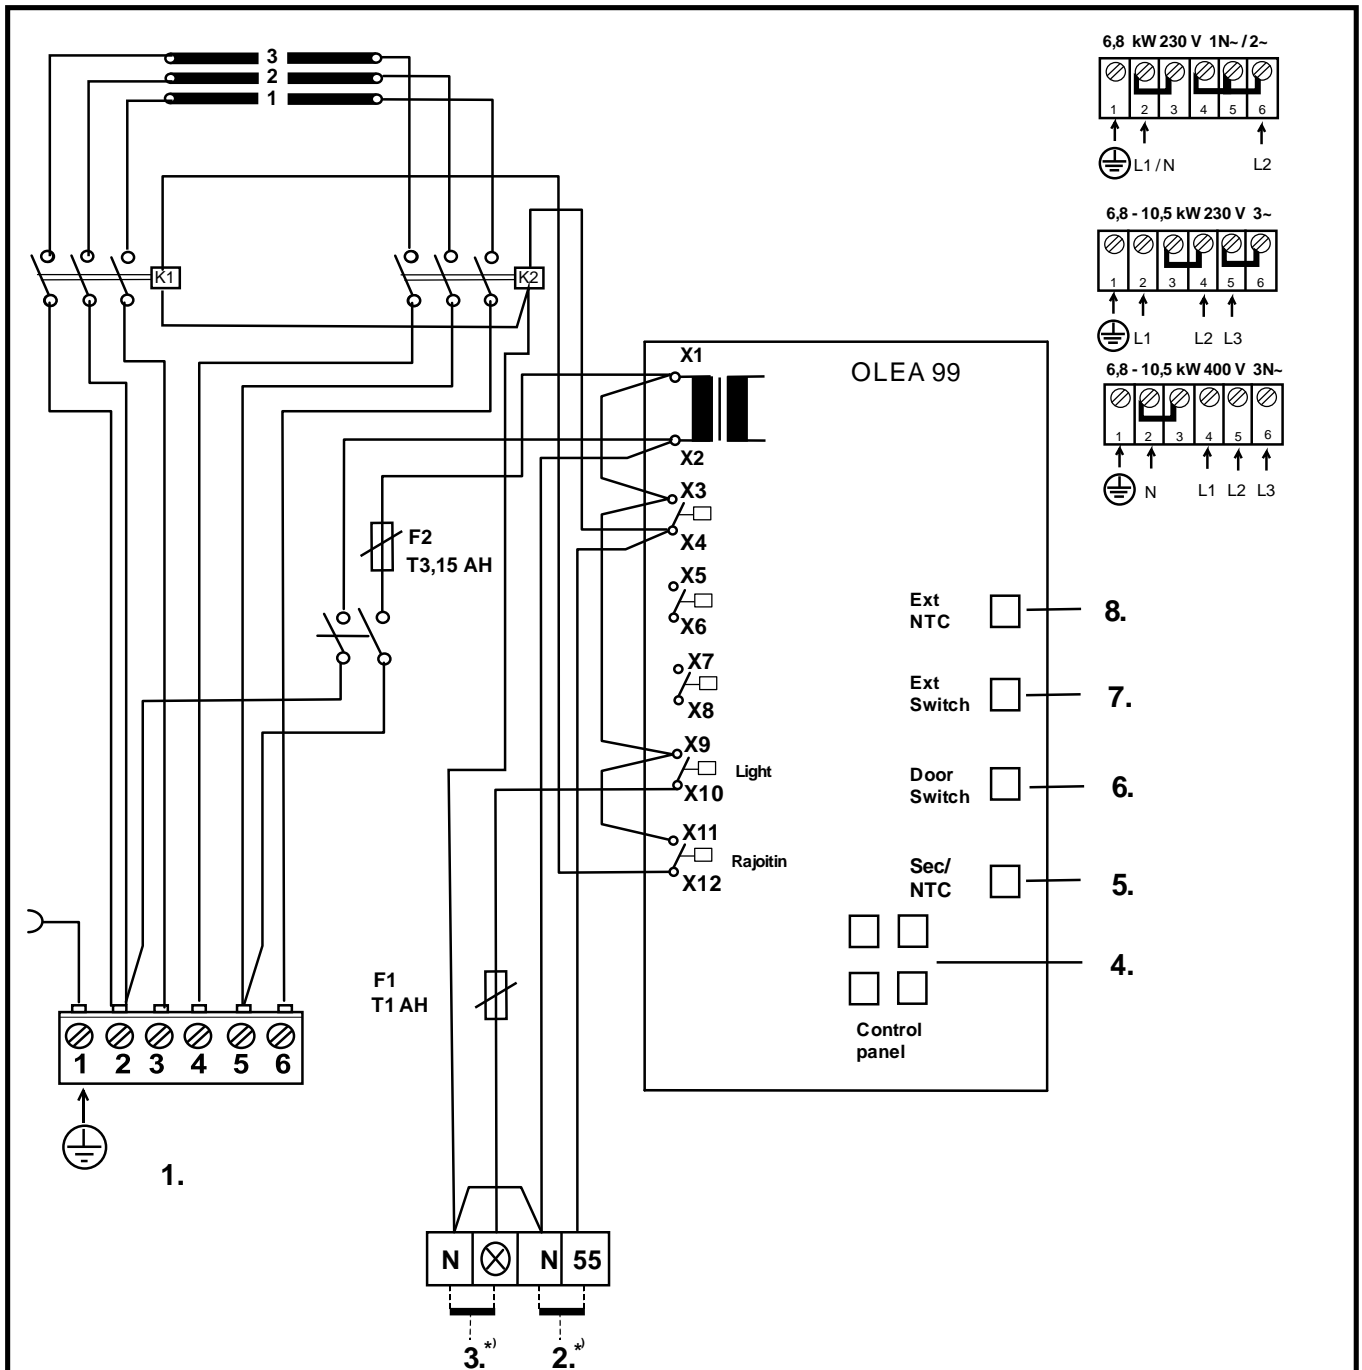 3
2
1
K1
K2
6,8 kW 230 V 1N~ / 2~
1 2 3 4 5 6
L1 / N L2
6,8 - 10,5 kW 230 V 3~
1 2 3 4 5 6
L1 L2 L3
6,8 - 10,5 kW 400 V 3N~
1 2 3 4 5 6
N L1 L2 L3
OLEA 99
X1
X2
X3
X4
X5
X6
X7
X8
X9
Light
X10
X11
Rajoitin
X12
F2
T3,15 AH
Ext
NTC
8.
Ext
Switch
7.
Door
Switch
6.
Sec/
NTC
5.
4.
Control
panel
F1
T1 AH
1 2 3 4 5 6
1.
N N 55
3.*) 2.*)